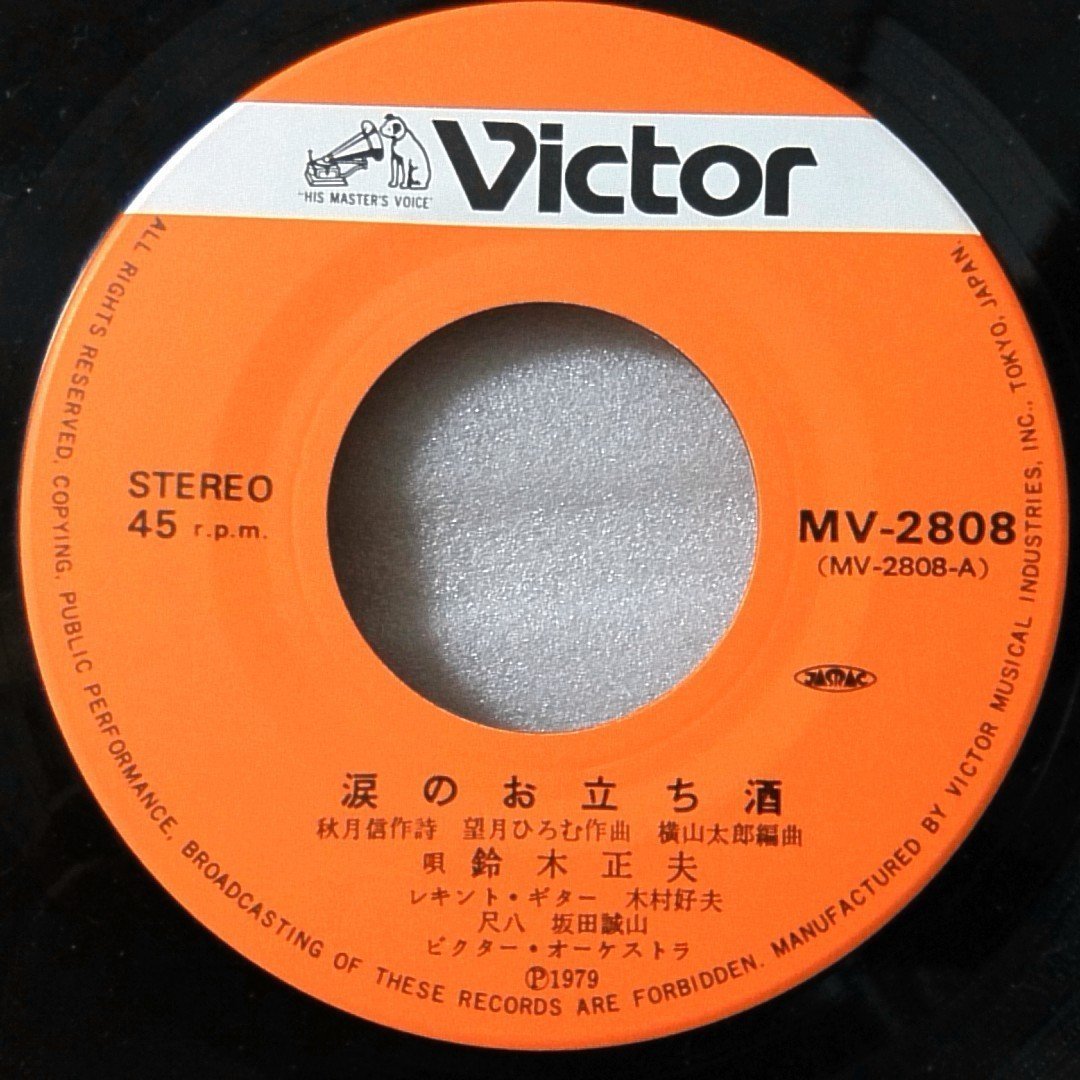 Victor
"HIS MASTER'S VOICE"
STEREO
45 r.p.m.
MV-2808
(MV-2808-A)
JASRAC
涙のお立ち酒
秋月信作詩 望月ひろむ作曲 横山太郎編曲
唄 鈴木正夫
レキント・ギター 木村好夫
尺八 坂田誠山
ビクター・オーケストラ
Ⓟ1979
ALL RIGHTS RESERVED. COPYING, PUBLIC PERFORMANCE, BROADCASTING OF THESE RECORDS ARE FORBIDDEN. MANUFACTURED BY VICTOR MUSICAL INDUSTRIES, INC., TOKYO, JAPAN.